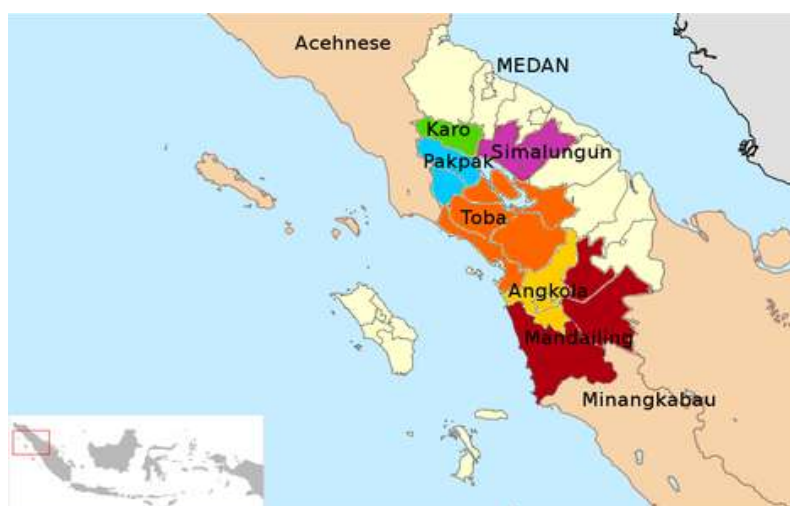 Acehnese
MEDAN
Karo
Simalungun
Pakpak
Toba
Angkola
Mandailing
Minangkabau